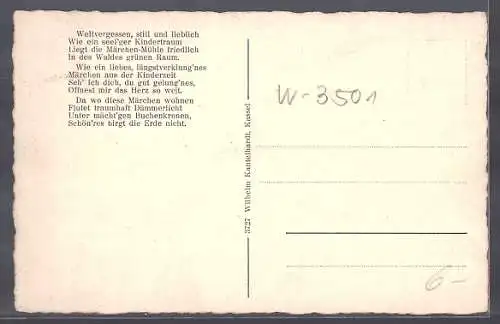 Weltvergessen, still und lieblich
Wie ein seel'ger Kindertraum
Liegt die Märchen-Mühle friedlich
in des Waldes grünen Raum.
Wie ein liebes, längstverklung'nes
Märchen aus der Kinderzeit
Seh' ich dich, du gut gelung'nes,
Öffnest mir das Herz so weit.
Da wo diese Märchen wohnen
Flutet traumhaft Dämmerlicht
Unter mächt'gen Buchenkronen,
Schön'res birgt die Erde nicht.
3727 Wilhelm Kantelhardt, Kussel
W-3501
6-